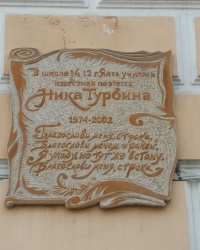 В школе № 12 г. Ялта училась
известная поэтесса
Ника Турбина
1974-2002
Благослови меня, строка,
Благослови мечом и раной,
Я упаду, но тут же встану.
Благослови меня, строка.